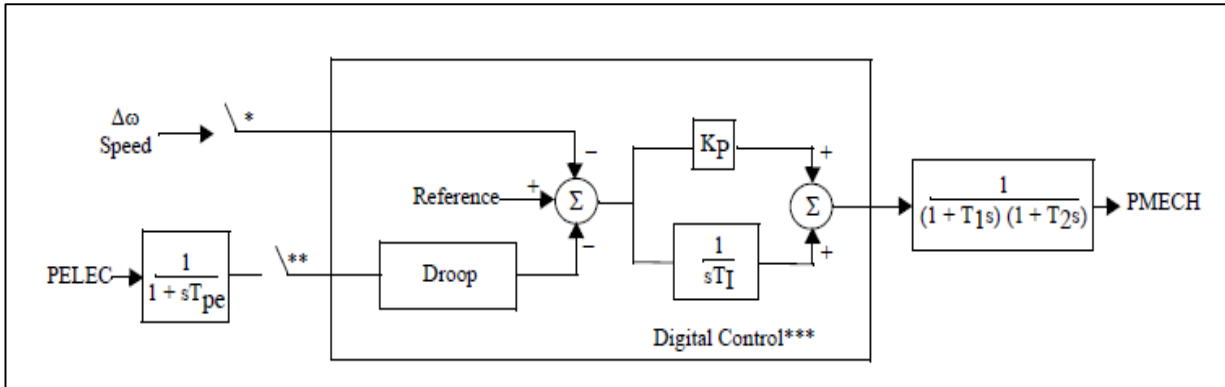 Δω
Speed
*
Reference
+
−
Σ
−
KP
+
Σ
+
1
sTI
1
(1 + T1s) (1 + T2s)
PMECH
PELEC
1
1 + sTpe
**
Droop
Digital Control***